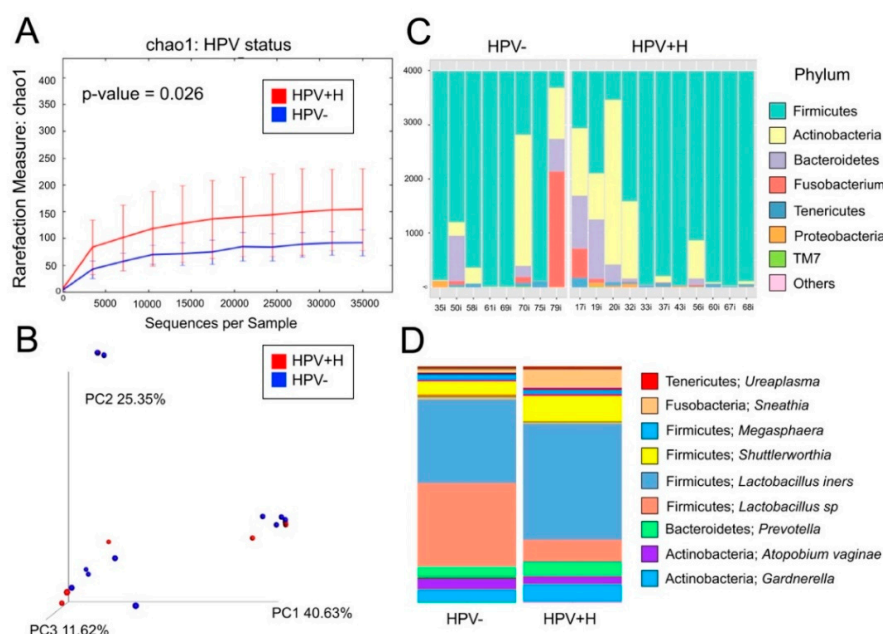 A
chao1: HPV status
p-value = 0.026
HPV+H
HPV-
Rarefaction Measure: chao1
400
350
300
250
200
150
100
50
0
5000
10000
15000
20000
25000
30000
35000
Sequences per Sample
B
HPV+H
HPV-
PC2 25.35%
PC1 40.63%
PC3 11.62%
C
HPV-
HPV+H
4000
3000
2000
1000
35i 50i 58i 61i 69i 70i 75i 79i
17i 19i 20i 32i 33i 37i 43i 56i 60i 67i 68i
Phylum
Firmicutes
Actinobacteria
Bacteroidetes
Fusobacterium
Tenericutes
Proteobacteria
TM7
Others
D
HPV-
HPV+H
Tenericutes; Ureaplasma
Fusobacteria; Sneathia
Firmicutes; Megasphaera
Firmicutes; Shuttlerworthia
Firmicutes; Lactobacillus iners
Firmicutes; Lactobacillus sp
Bacteroidetes; Prevotella
Actinobacteria; Atopobium vaginae
Actinobacteria; Gardnerella